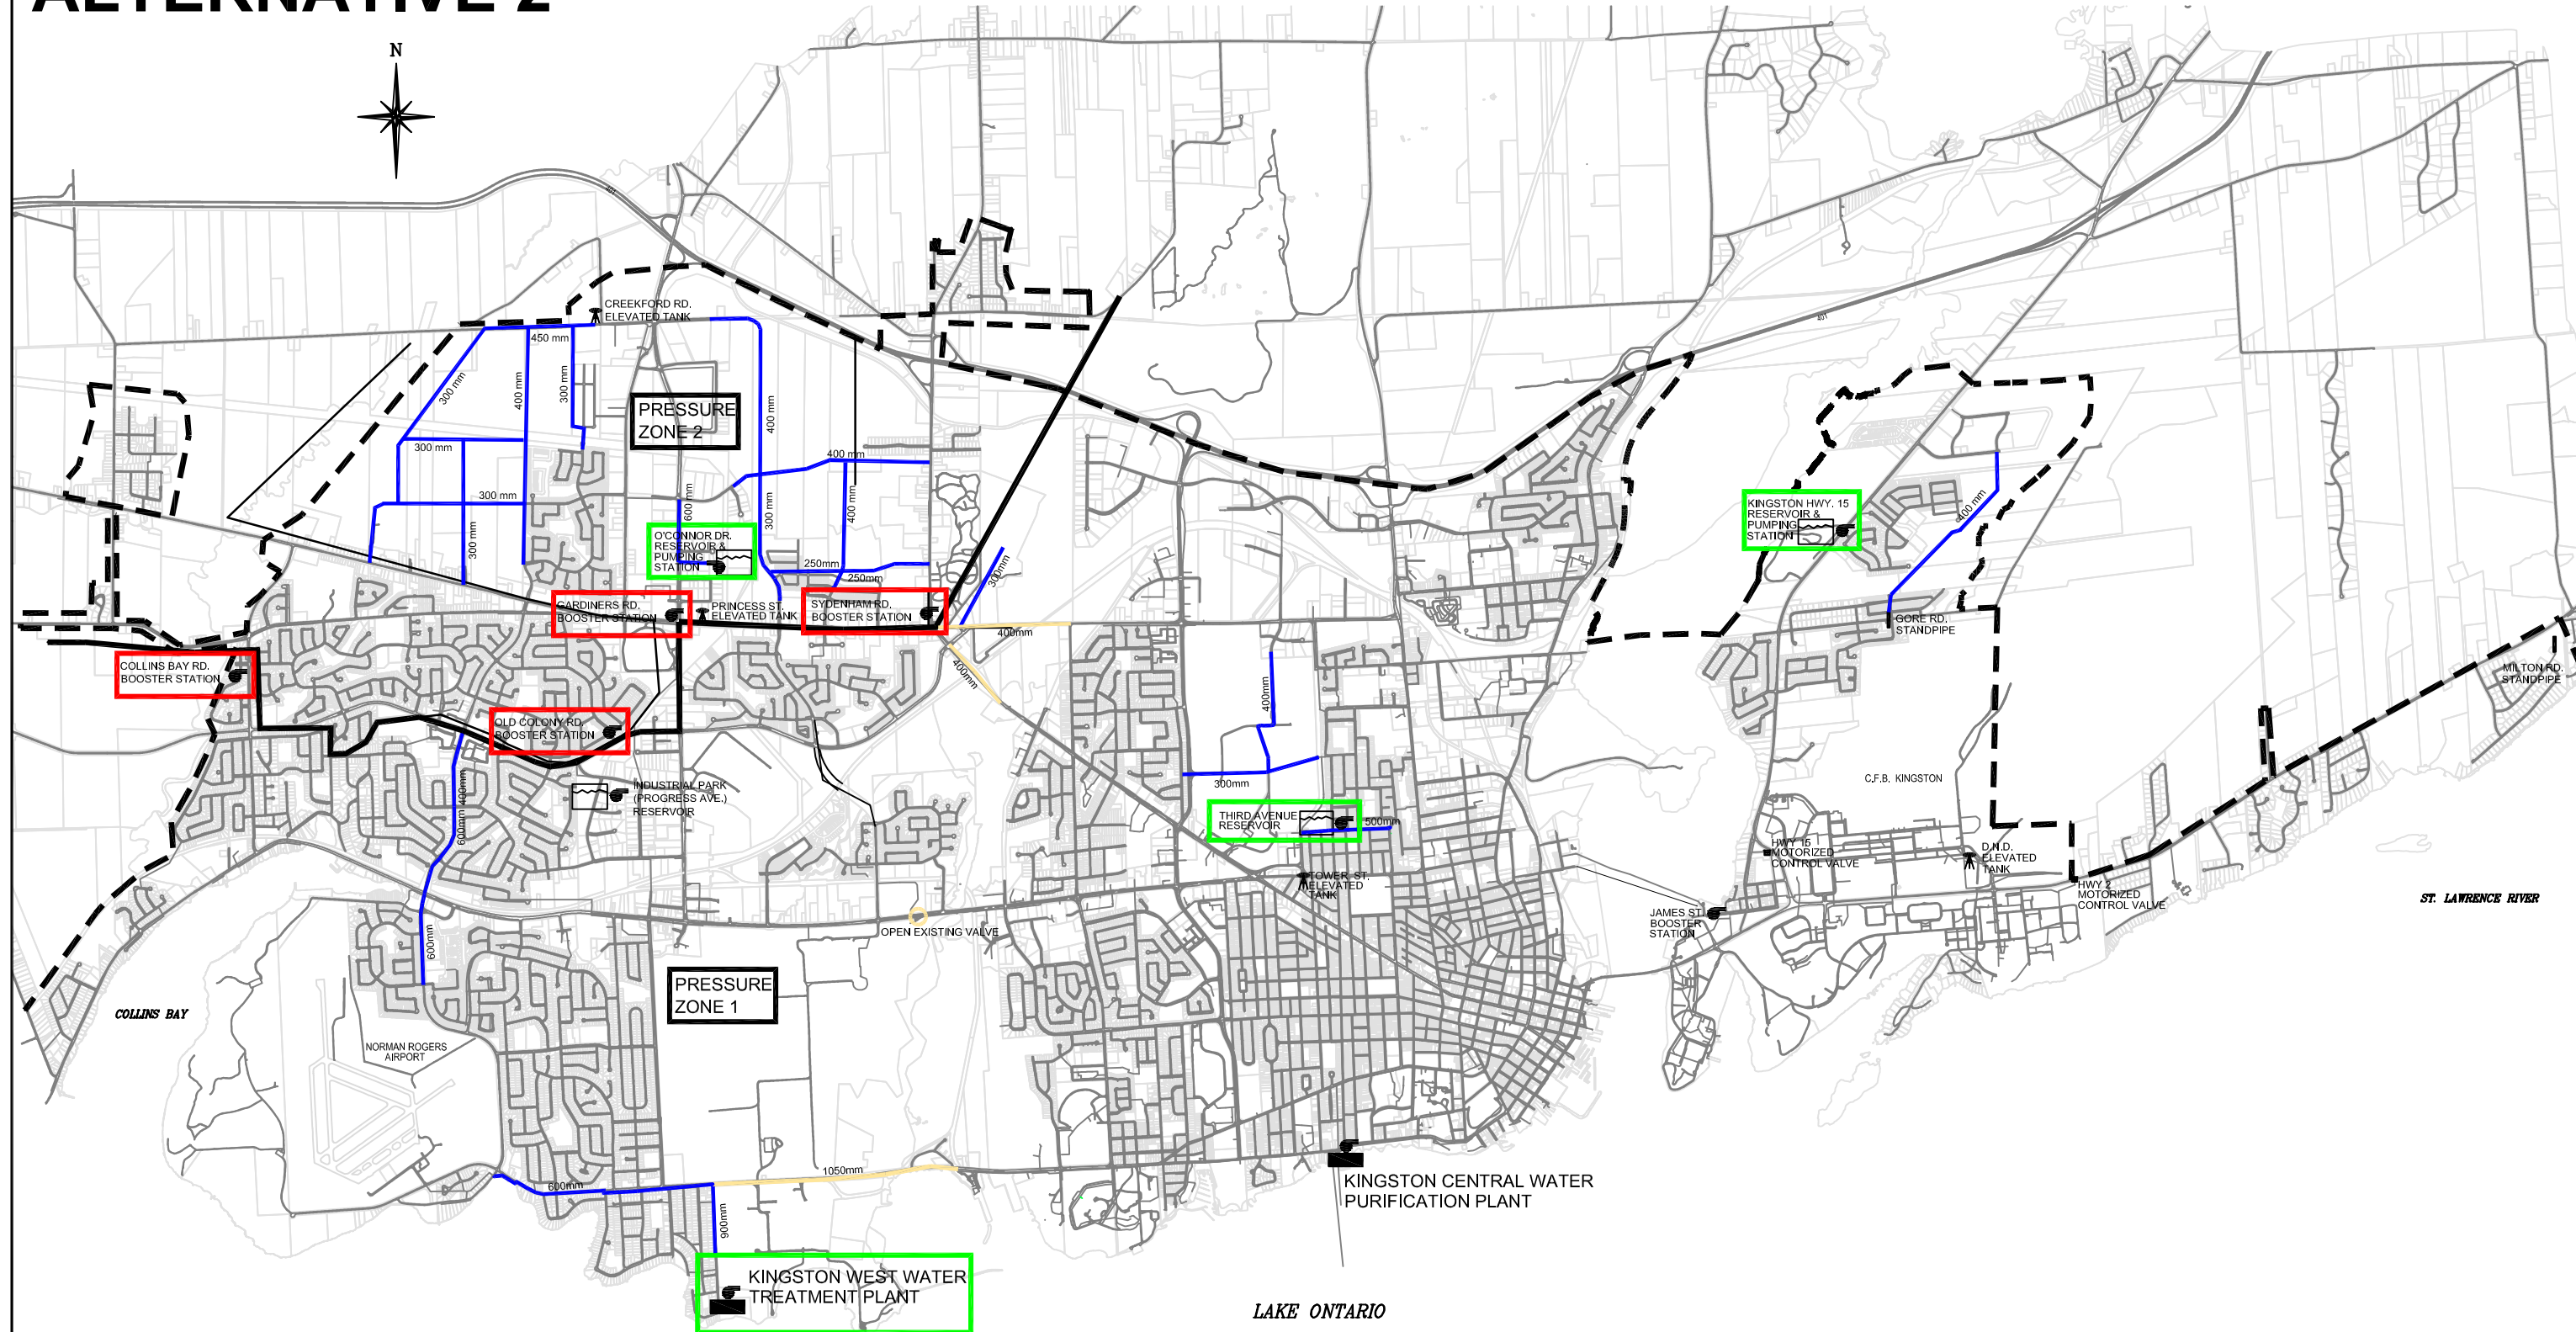 ALTERNATIVE 2
N
401
401
CREEKFORD RD.
ELEVATED TANK
450 mm
300 mm
400 mm
300 mm
PRESSURE
ZONE 2
400 mm
300 mm
400 mm
300 mm
600 mm
300 mm
400 mm
300 mm
KINGSTON HWY. 15
RESERVOIR &
PUMPING
STATION
400 mm
O'CONNOR DR.
RESERVOIR &
PUMPING
STATION
250mm
250mm
300mm
GARDINERS RD.
BOOSTER STATION
PRINCESS ST.
ELEVATED TANK
SYDENHAM RD.
BOOSTER STATION
400mm
400mm
GORE RD.
STANDPIPE
COLLINS BAY RD.
BOOSTER STATION
MILTON RD.
STANDPIPE
OLD COLONY RD.
BOOSTER STATION
400mm
400mm
600mm
INDUSTRIAL PARK
(PROGRESS AVE.)
RESERVOIR
300mm
C.F.B. KINGSTON
THIRD AVENUE
RESERVOIR
500mm
HWY 15
MOTORIZED
CONTROL VALVE
D.N.D.
ELEVATED
TANK
TOWER ST.
ELEVATED
TANK
HWY 2
MOTORIZED
CONTROL VALVE
ST. LAWRENCE RIVER
JAMES ST.
BOOSTER
STATION
OPEN EXISTING VALVE
600mm
PRESSURE
ZONE 1
COLLINS BAY
NORMAN ROGERS
AIRPORT
1050mm
600mm
900mm
KINGSTON CENTRAL WATER
PURIFICATION PLANT
KINGSTON WEST WATER
TREATMENT PLANT
LAKE ONTARIO